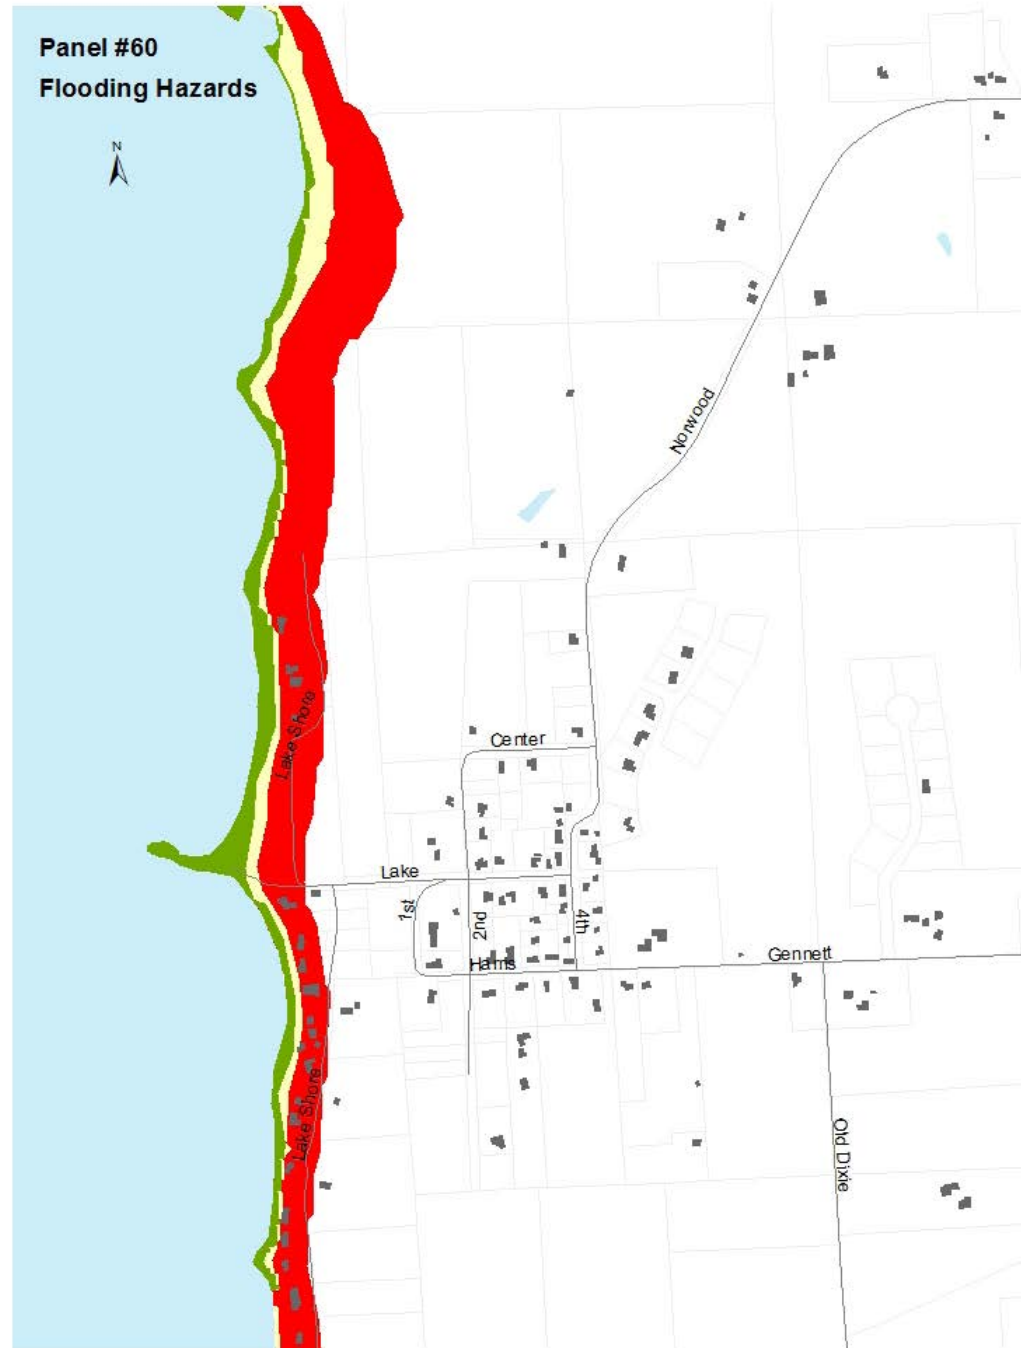 Panel #60
Flooding Hazards
N
Norwood
Lake Shore
Center
Lake
1st
2nd
4th
Harris
Gennett
Lake Shore
Old Dixie